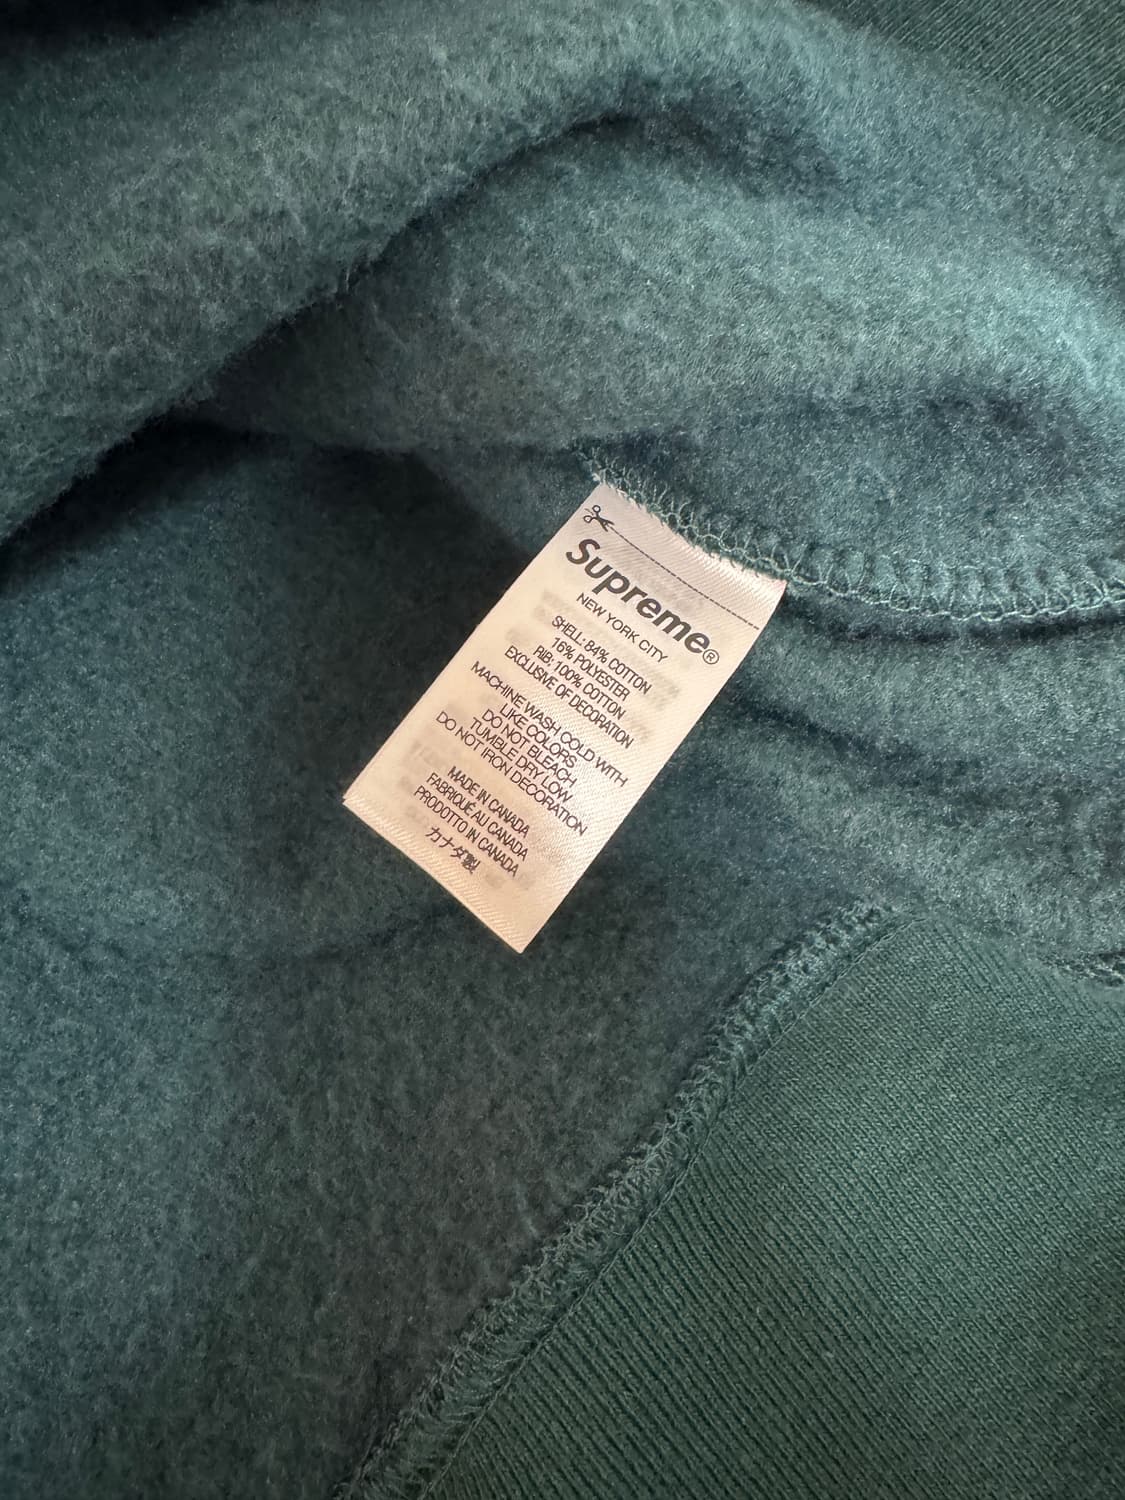 Supreme®
NEW YORK CITY
SHELL: 84% COTTON
16% POLYESTER
RIB: 100% COTTON
EXCLUSIVE OF DECORATION
MACHINE WASH COLD WITH
LIKE COLORS
DO NOT BLEACH
TUMBLE DRY LOW
DO NOT IRON DECORATION
MADE IN CANADA
FABRIQUÉ AU CANADA
PRODOTTO IN CANADA
カナダ製